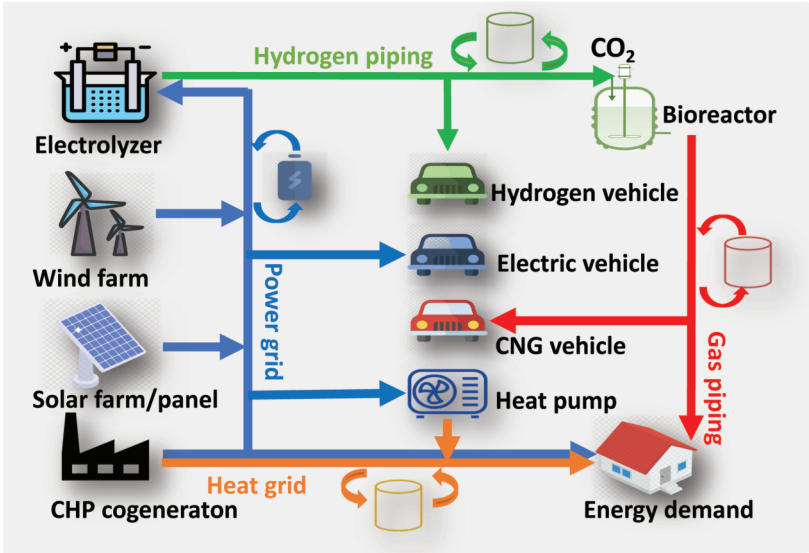 Hydrogen piping
CO2
Electrolyzer
Bioreactor
Hydrogen vehicle
Wind farm
Electric vehicle
Power grid
CNG vehicle
Gas piping
Solar farm/panel
Heat pump
CHP cogeneraton
Heat grid
Energy demand